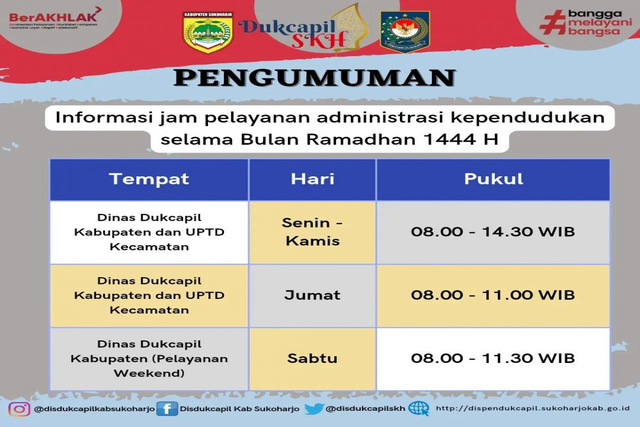 BerAKHLAK
KABUPATEN SUKOHARJO
Dukcapil
SKH
#bangga
melayani
bangsa
PENGUMUMAN
Informasi jam pelayanan administrasi kependudukan
selama Bulan Ramadhan 1444 H
Tempat Hari Pukul
Dinas Dukcapil
Kabupaten dan UPTD
Kecamatan
Senin -
Kamis
08.00 - 14.30 WIB
Dinas Dukcapil
Kabupaten dan UPTD
Kecamatan
Jumat
08.00 - 11.00 WIB
Dinas Dukcapil
Kabupaten (Pelayanan
Weekend)
Sabtu
08.00 - 11.30 WIB
@disdukcapilkabsukoharjo Disdukcapil Kab Sukoharjo @disdukcapilskh http://dispendukcapil.sukoharjokab.go.id